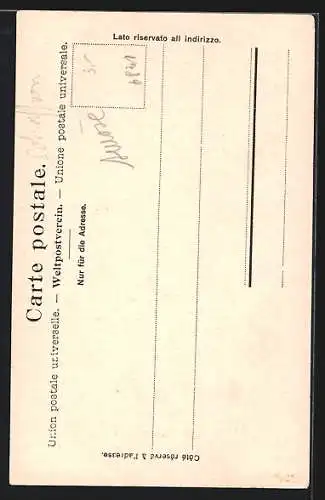 Carte postale.
Union postale universelle. — Weltpostverein. — Unione postale universale.
Nur für die Adresse.
Côté réservé à l'adresse.
Lato riservato all indirizzo.